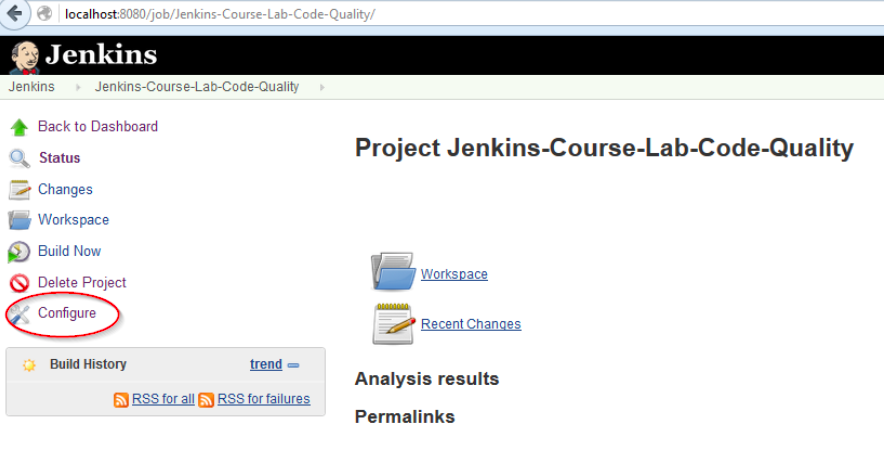 localhost:8080/job/Jenkins-Course-Lab-Code-Quality/
Jenkins
Jenkins Jenkins-Course-Lab-Code-Quality
Back to Dashboard
Status
Changes
Workspace
Build Now
Delete Project
Configure
Build History trend
RSS for all RSS for failures
Project Jenkins-Course-Lab-Code-Quality
Workspace
Recent Changes
Analysis results
Permalinks